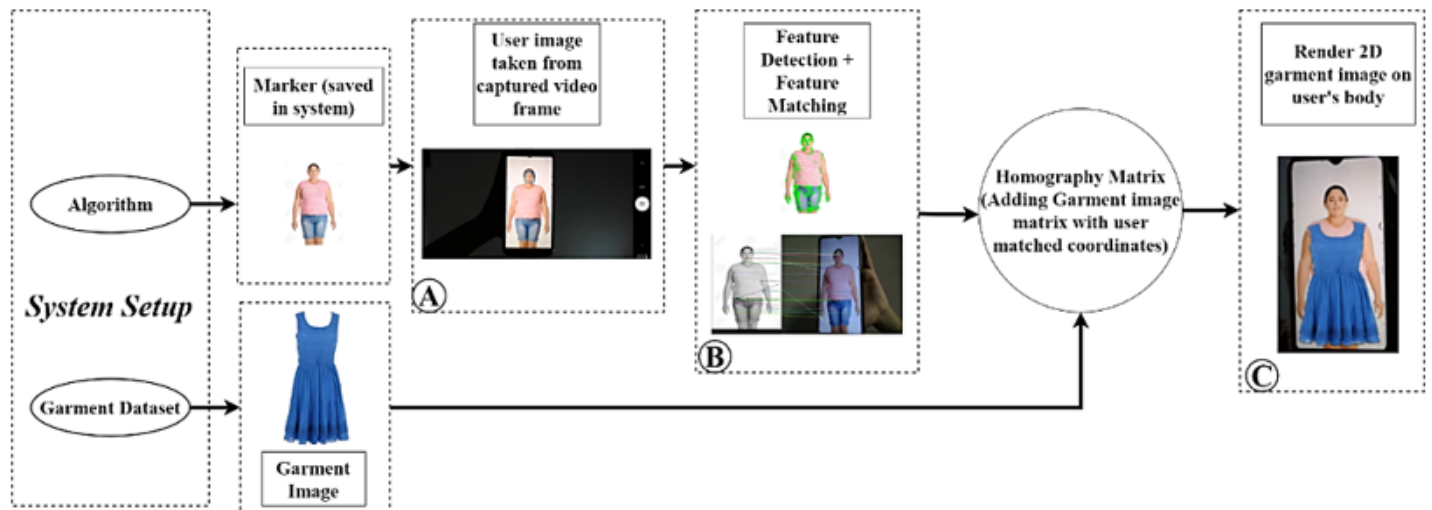 System Setup
Algorithm
Garment Dataset
Marker (saved
in system)
Garment
Image
User image
taken from
captured video
frame
A
Feature
Detection +
Feature
Matching
B
Homography Matrix
(Adding Garment image
matrix with user
matched coordinates)
Render 2D
garment image on
user's body
C